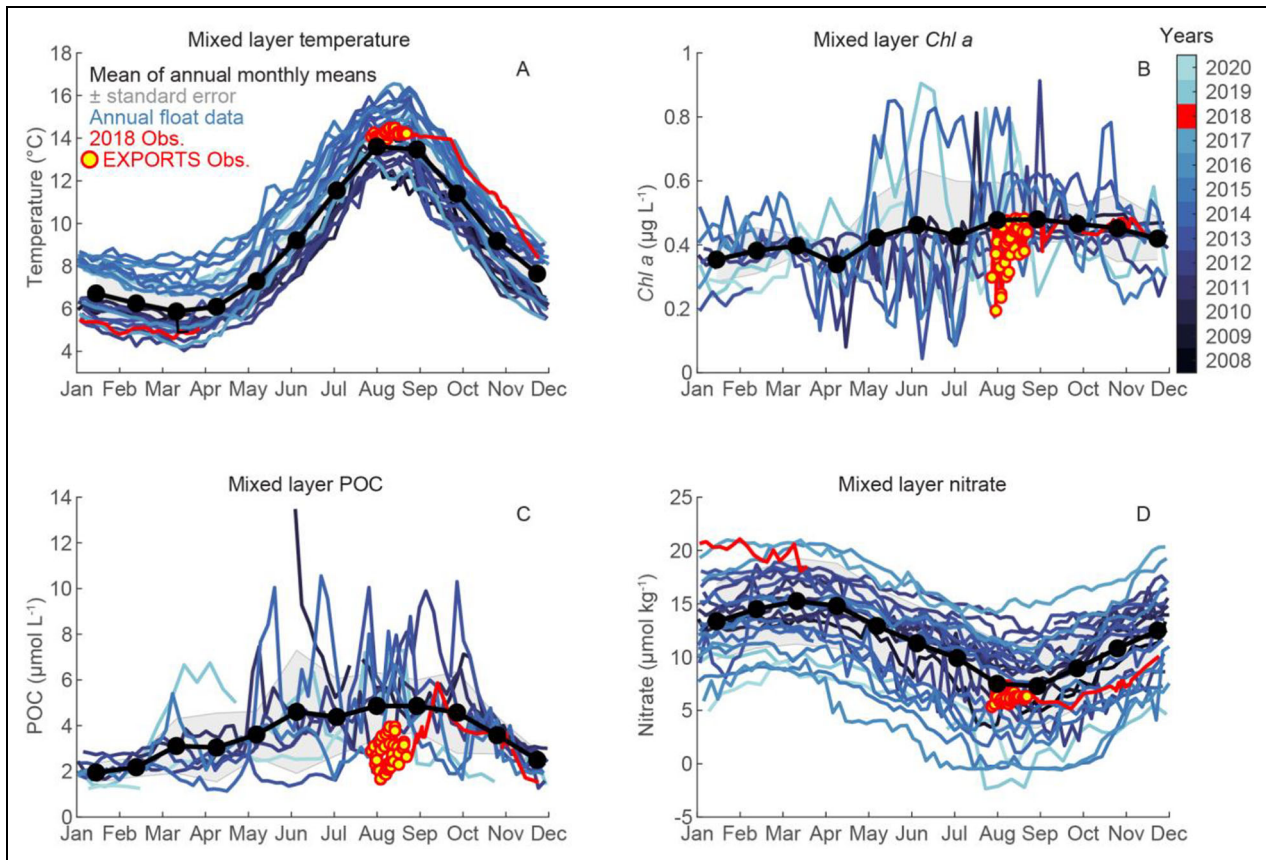 Mixed layer temperature
A
18
16
14
12
10
8
6
4
Temperature (°C)
Mean of annual monthly means
± standard error
Annual float data
2018 Obs.
EXPORTS Obs.
Jan Feb Mar Apr May Jun Jul Aug Sep Oct Nov Dec
Mixed layer Chl a
B
1
0.8
0.6
0.4
0.2
0
Chl a (µg L-1)
Jan Feb Mar Apr May Jun Jul Aug Sep Oct Nov Dec
Years
2020
2019
2018
2017
2016
2015
2014
2013
2012
2011
2010
2009
2008
Mixed layer POC
C
14
12
10
8
6
4
2
0
POC (µmol L-1)
Jan Feb Mar Apr May Jun Jul Aug Sep Oct Nov Dec
Mixed layer nitrate
D
25
20
15
10
5
0
-5
Nitrate (µmol kg-1)
Jan Feb Mar Apr May Jun Jul Aug Sep Oct Nov Dec